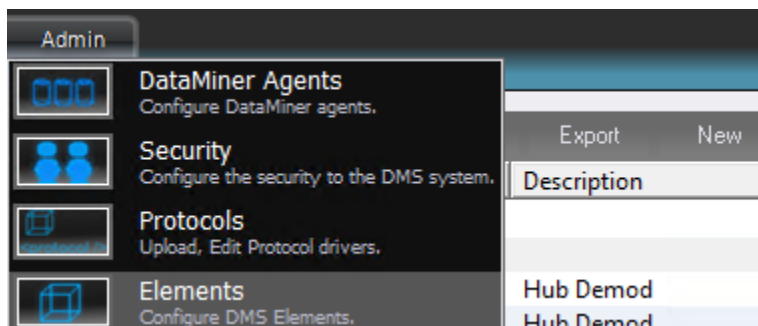 Admin
DataMiner Agents
Configure DataMiner agents.
Export New
Security
Configure the security to the DMS system.
Description
<protocol />
Protocols
Upload, Edit Protocol drivers.
Elements
Hub Demod
Configure DMS Elements.
Hub Demod